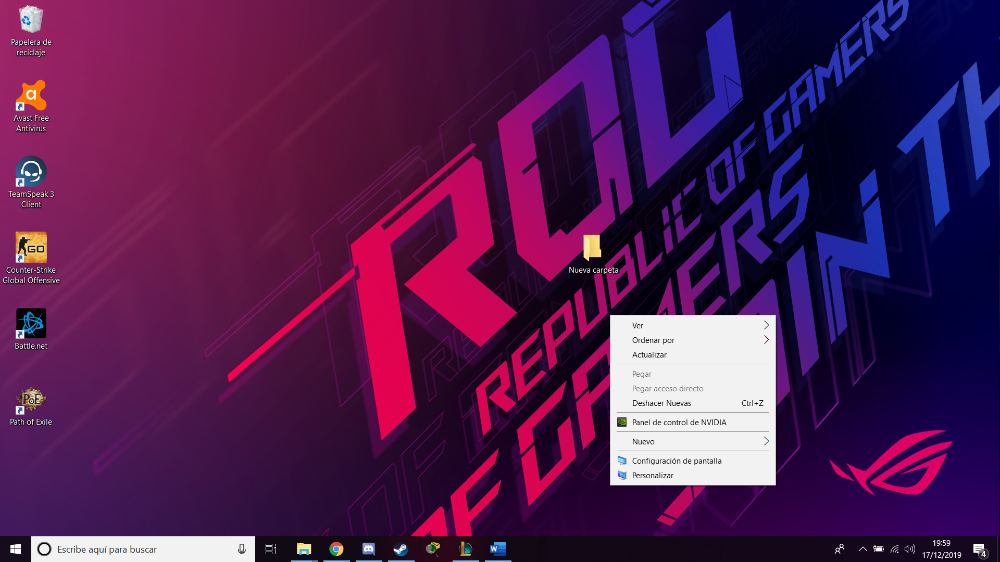 Papelera de
reciclaje
Avast Free
Antivirus
TeamSpeak 3
Client
GO
Counter-Strike
Global Offensive
Battle.net
PoE
Path of Exile
REPUBLIC OF GAMERS
Nueva carpeta
Ver
Ordenar por
Actualizar
Pegar
Pegar acceso directo
Deshacer Nuevas Ctrl+Z
Panel de control de NVIDIA
Nuevo
Configuración de pantalla
Personalizar
Escribe aquí para buscar
19:59
17/12/2019
4